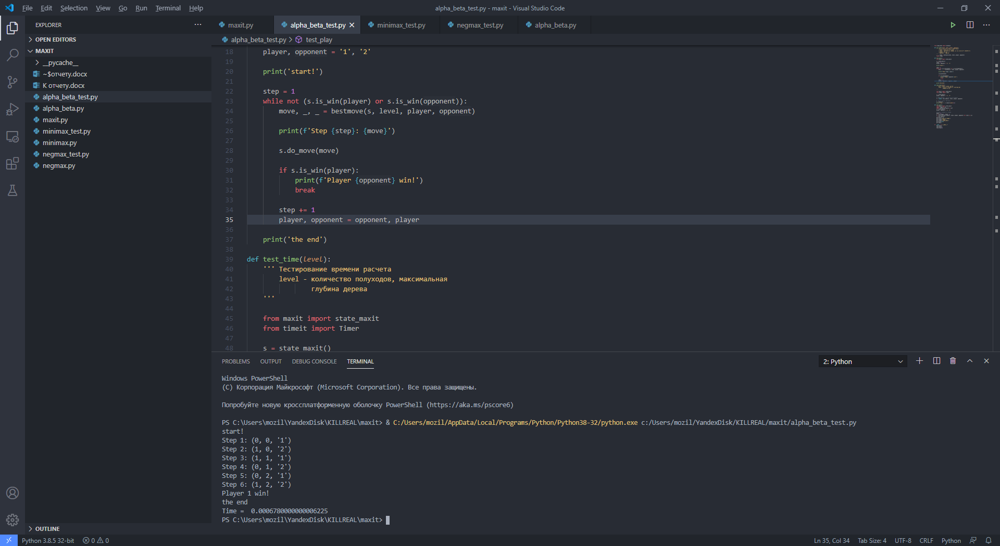 File Edit Selection View Go Run Terminal Help
alpha_beta_test.py - maxit - Visual Studio Code
EXPLORER
OPEN EDITORS
MAXIT
__pycache__
~$отчету.docx
К отчету.docx
alpha_beta_test.py
alpha_beta.py
maxit.py
minimax_test.py
minimax.py
negmax_test.py
negmax.py
OUTLINE
maxit.py alpha_beta_test.py minimax_test.py negmax_test.py alpha_beta.py
alpha_beta_test.py > test_play
18 player, opponent = '1', '2'
19
20 print('start!')
21
22 step = 1
23 while not (s.is_win(player) or s.is_win(opponent)):
24 move, _, _ = bestmove(s, level, player, opponent)
25
26 print(f'Step {step}: {move}')
27
28 s.do_move(move)
29
30 if s.is_win(player):
31 print(f'Player {opponent} win!')
32 break
33
34 step += 1
35 player, opponent = opponent, player
36
37 print('the end')
38
39 def test_time(level):
40 ''' Тестирование времени расчета
41 level - количество полуходов, максимальная
42 глубина дерева
43 '''
44
45 from maxit import state_maxit
46 from timeit import Timer
47
48 s = state_maxit()
PROBLEMS OUTPUT DEBUG CONSOLE TERMINAL
2: Python
Windows PowerShell
(C) Корпорация Майкрософт (Microsoft Corporation). Все права защищены.
Попробуйте новую кроссплатформенную оболочку PowerShell (https://aka.ms/pscore6)
PS C:\Users\mozil\YandexDisk\KILLREAL\maxit> & C:/Users/mozil/AppData/Local/Programs/Python/Python38-32/python.exe c:/Users/mozil/YandexDisk/KILLREAL/maxit/alpha_beta_test.py
start!
Step 1: (0, 0, '1')
Step 2: (1, 0, '2')
Step 3: (1, 1, '1')
Step 4: (0, 1, '2')
Step 5: (0, 2, '1')
Step 6: (1, 2, '2')
Player 1 win!
the end
Time =  0.0006780000000006225
PS C:\Users\mozil\YandexDisk\KILLREAL\maxit>
Python 3.8.5 32-bit 0 0
Ln 35, Col 34 Tab Size: 4 UTF-8 CRLF Python